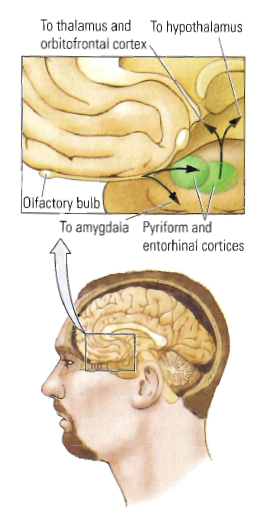 To thalamus and
orbitofrontal cortex
To hypothalamus
Olfactory bulb
To amygdala
Pyriform and
entorhinal cortices